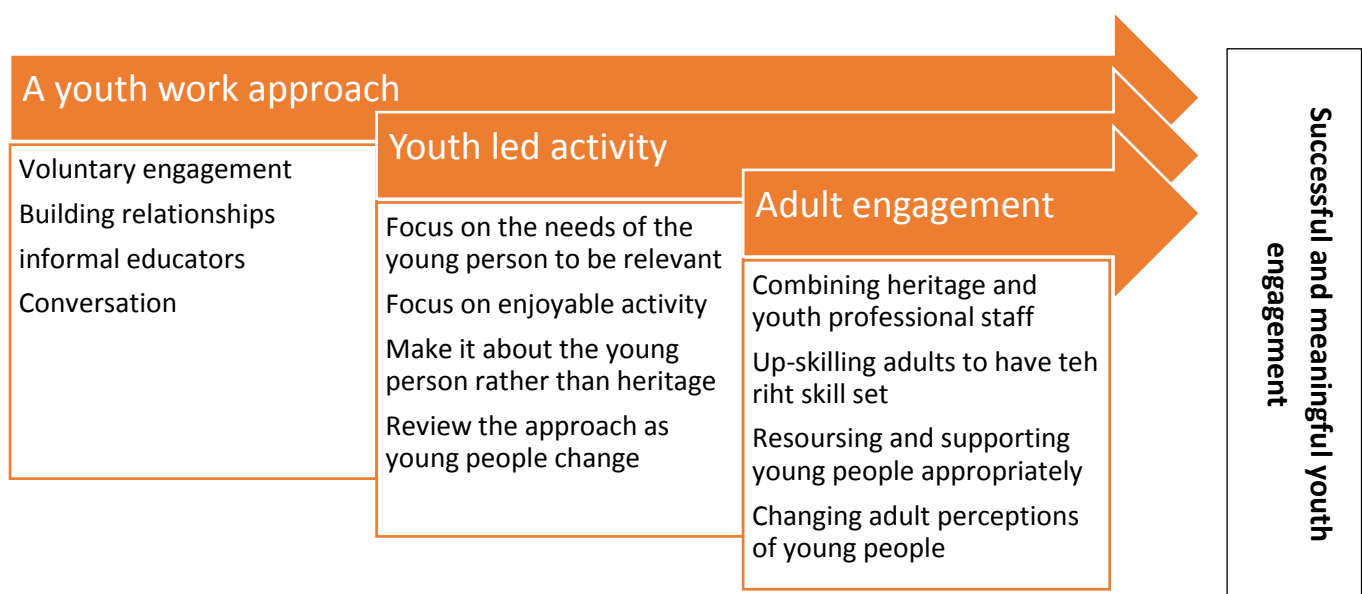 A youth work approach
Voluntary engagement
Building relationships
informal educators
Conversation
Youth led activity
Focus on the needs of the
young person to be relevant
Focus on enjoyable activity
Make it about the young
person rather than heritage
Review the approach as
young people change
Adult engagement
Combining heritage and
youth professional staff
Up-skilling adults to have teh
riht skill set
Resoursing and supporting
young people appropriately
Changing adult perceptions
of young people
Successful and meaningful youth
engagement